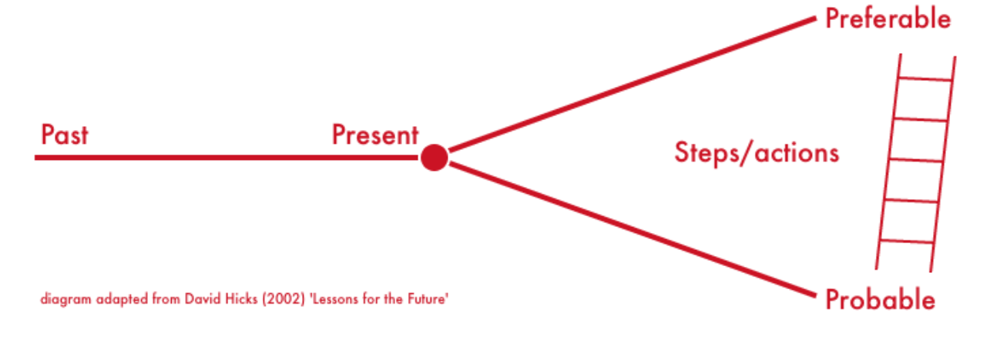 Preferable
Past
Present
Steps/actions
diagram adapted from David Hicks (2002) 'Lessons for the Future'
Probable